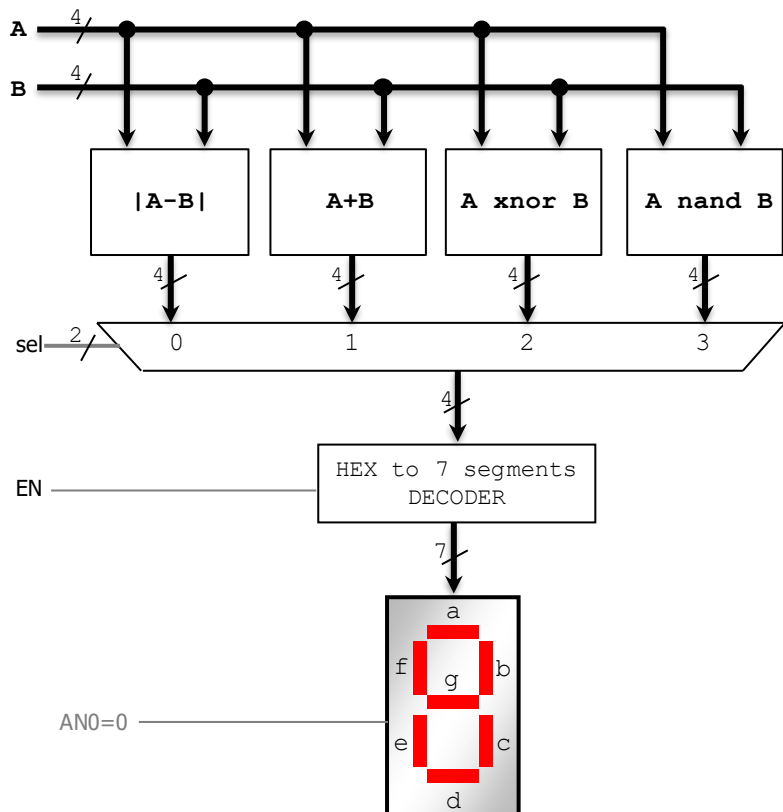 A 4
B 4
|A-B| A+B A xnor B A nand B
4 4 4 4
sel 2 0 1 2 3
4
EN HEX to 7 segments
DECODER
7
a
f b
g
AN0=0
e c
d